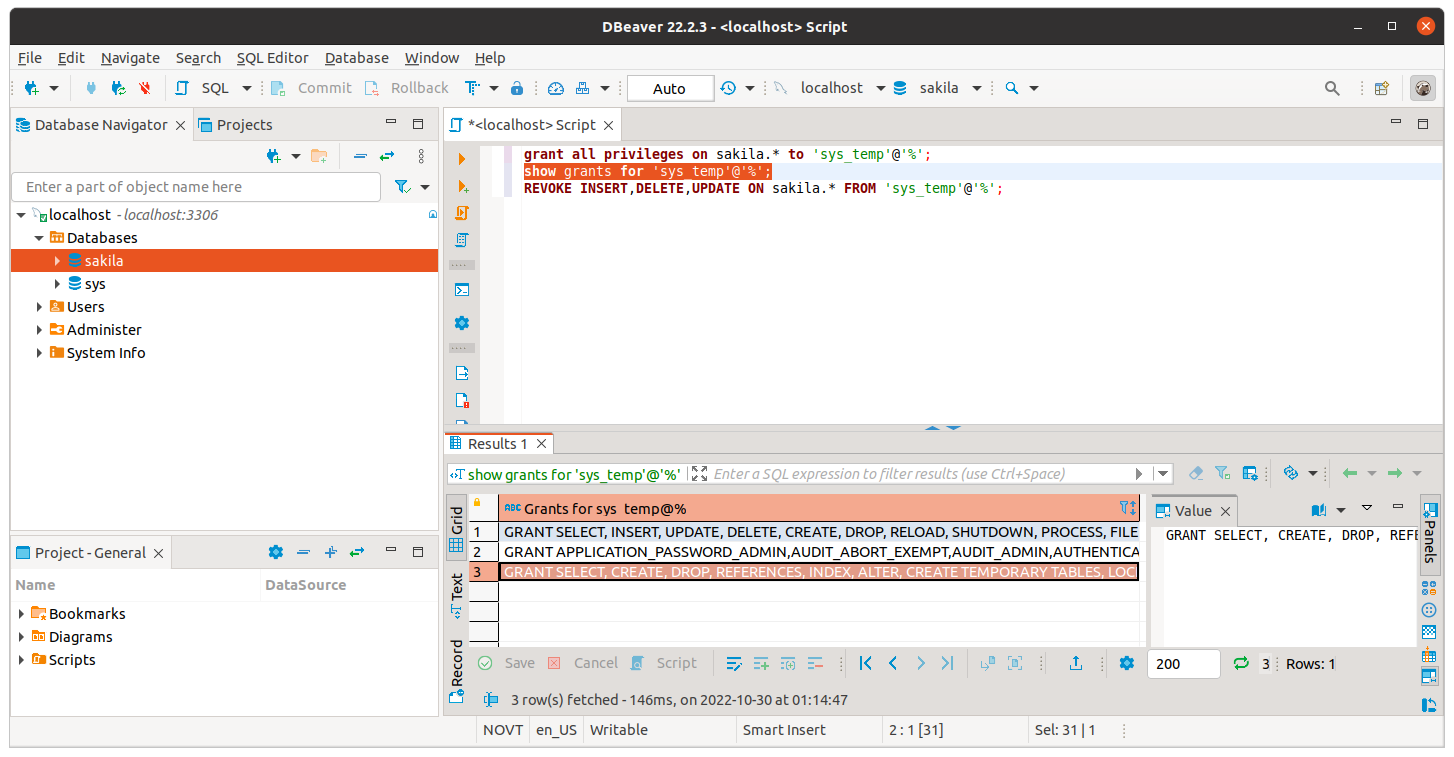 DBeaver 22.2.3 - <localhost> Script
File Edit Navigate Search SQL Editor Database Window Help
SQL Commit Rollback Auto localhost sakila
Database Navigator Projects
Enter a part of object name here
localhost - localhost:3306
Databases
sakila
sys
Users
Administer
System Info
Project - General
Name DataSource
Bookmarks
Diagrams
Scripts
*<localhost> Script
grant all privileges on sakila.* to 'sys_temp'@'%';
show grants for 'sys_temp'@'%';
REVOKE INSERT,DELETE,UPDATE ON sakila.* FROM 'sys_temp'@'%';
Results 1
show grants for 'sys_temp'@'%' Enter a SQL expression to filter results (use Ctrl+Space)
Grid
Text
Record
ABC Grants for sys_temp@%
1 GRANT SELECT, INSERT, UPDATE, DELETE, CREATE, DROP, RELOAD, SHUTDOWN, PROCESS, FILE
2 GRANT APPLICATION_PASSWORD_ADMIN,AUDIT_ABORT_EXEMPT,AUDIT_ADMIN,AUTHENTICA
3 GRANT SELECT, CREATE, DROP, REFERENCES, INDEX, ALTER, CREATE TEMPORARY TABLES, LOC
Value
GRANT SELECT, CREATE, DROP, REFE
Panels
Save Cancel Script 200 3 Rows: 1
3 row(s) fetched - 146ms, on 2022-10-30 at 01:14:47
NOVT en_US Writable Smart Insert 2 : 1 [31] Sel: 31 | 1